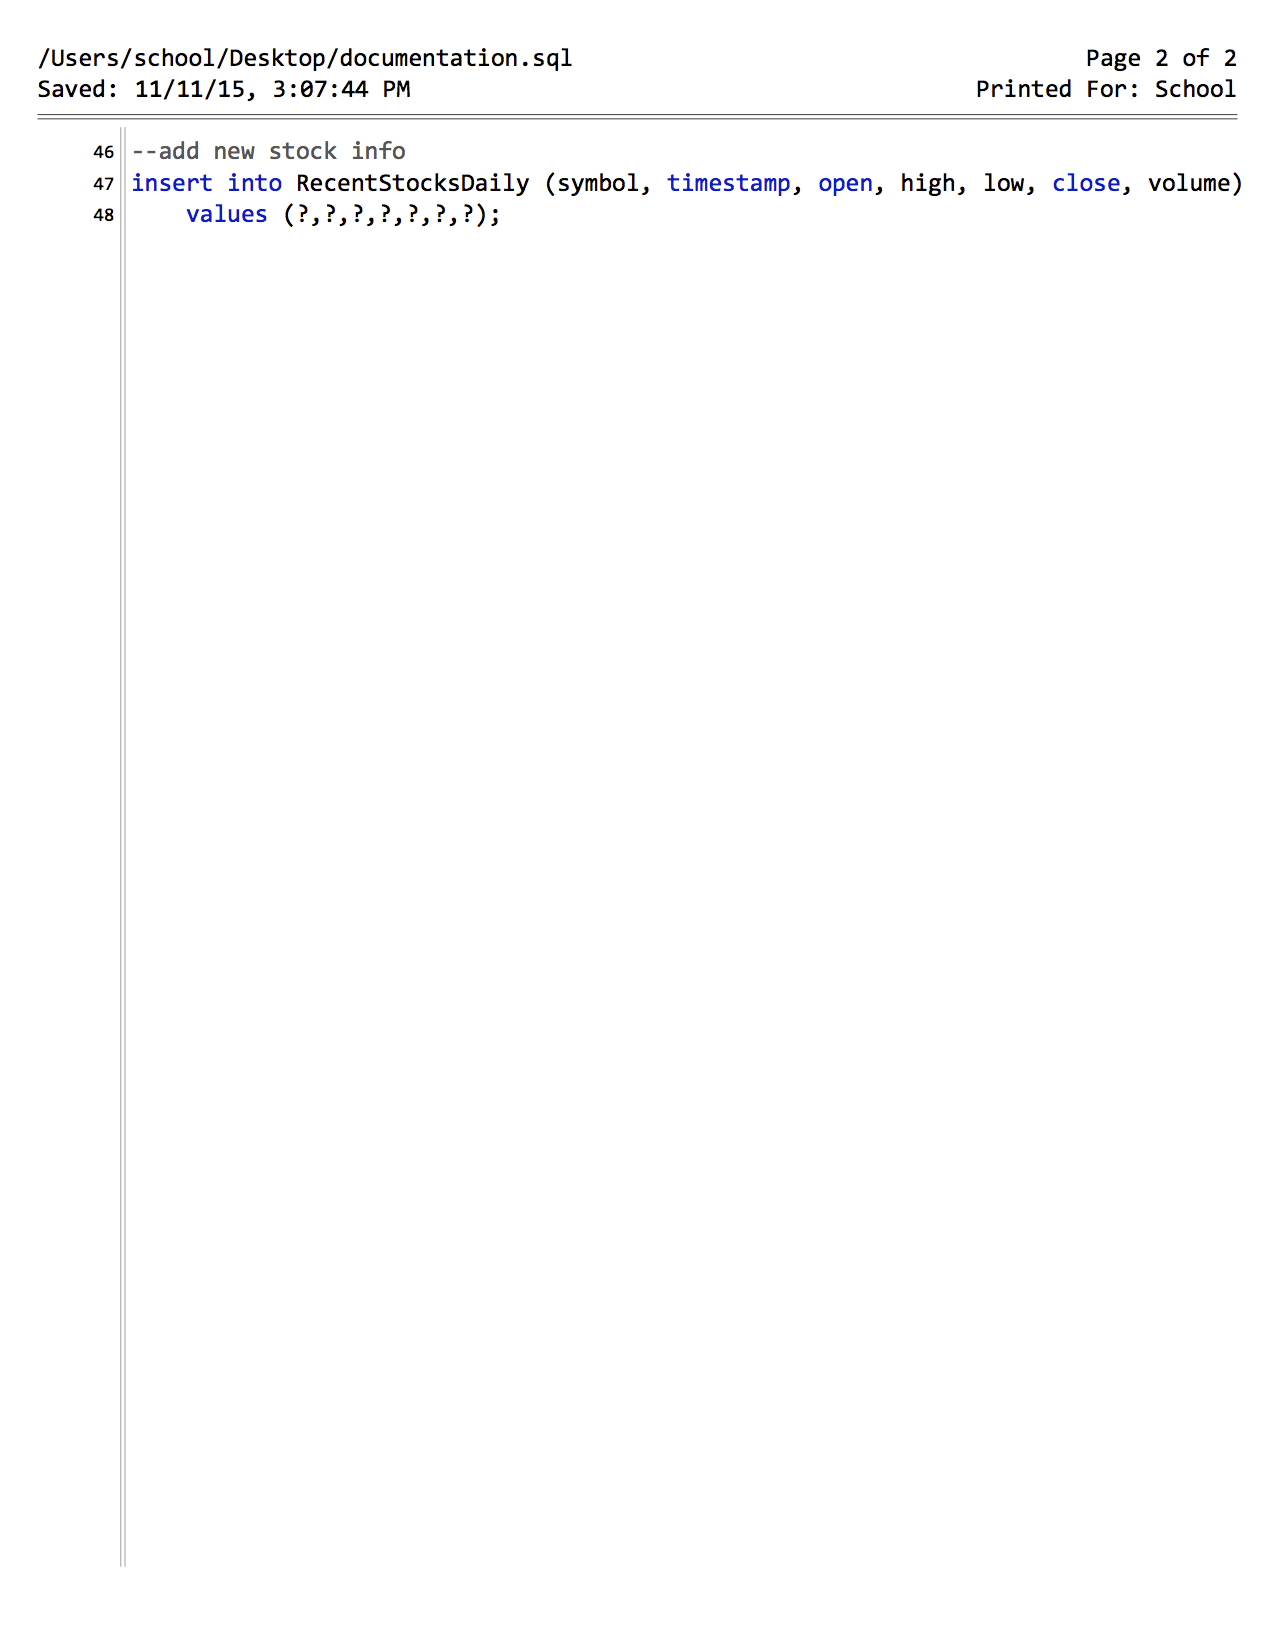 /Users/school/Desktop/documentation.sql Page 2 of 2
Saved: 11/11/15, 3:07:44 PM Printed For: School
46 --add new stock info
47 insert into RecentStocksDaily (symbol, timestamp, open, high, low, close, volume)
48 values (?,?,?,?,?,?,?);